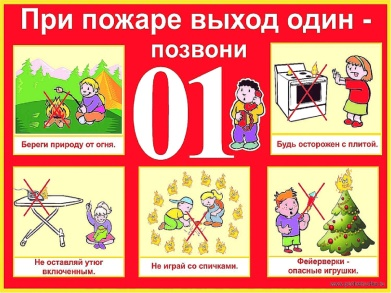 При пожаре выход один -
позвони
01
Береги природу от огня.
Будь осторожен с плитой.
Не оставляй утюг
включенным.
Не играй со спичками.
Фейерверки -
опасные игрушки.